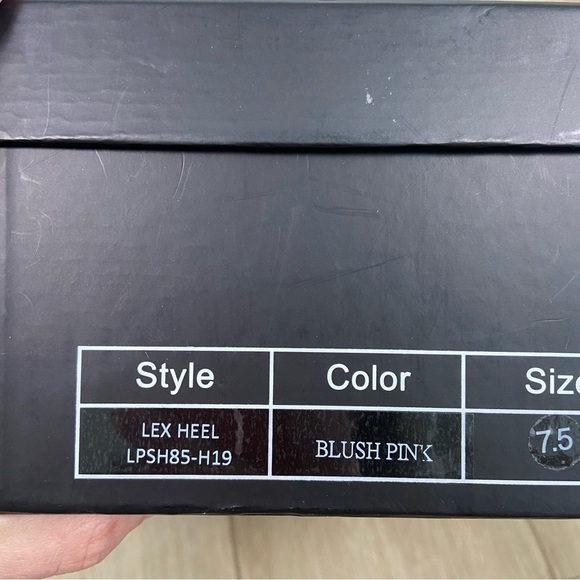 Style Color Size
LEX HEEL
LPSH85-H19 BLUSH PINK 7.5